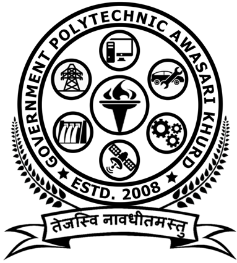 GOVERNMENT POLYTECHNIC AWASARI KHURD
★ ESTD. 2008 ★
तेजस्वि नावधीतमस्तु